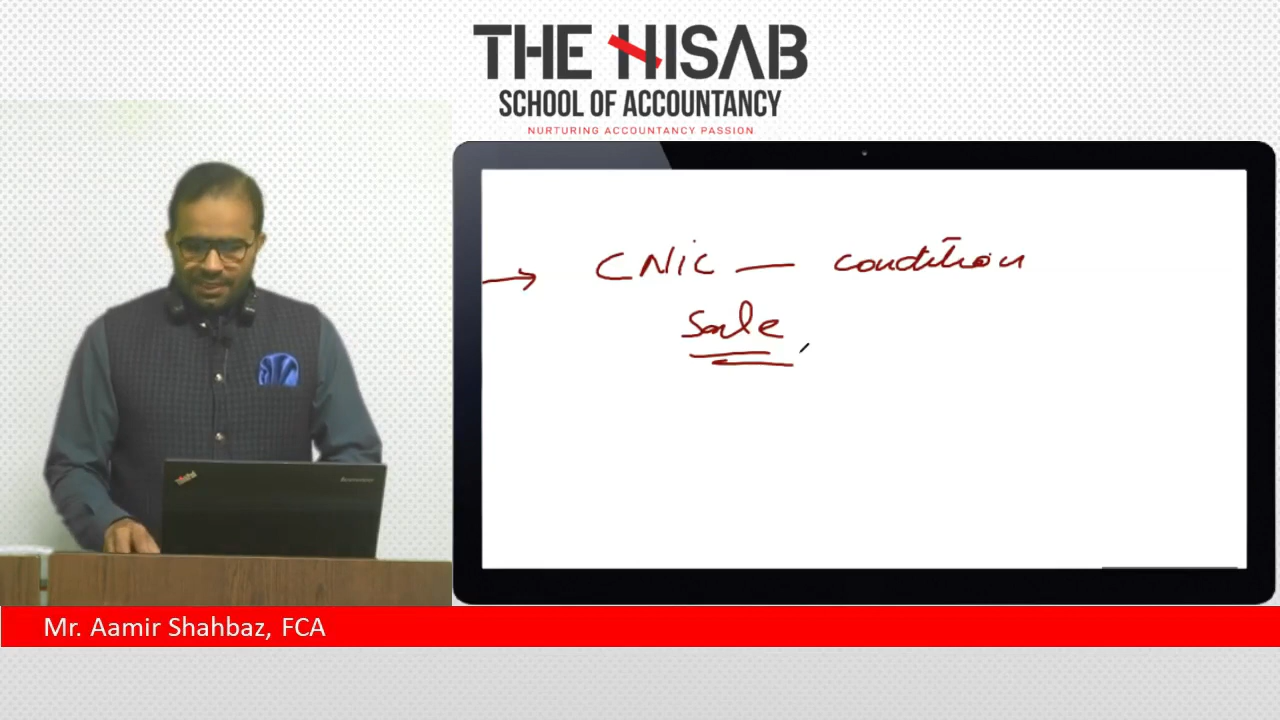 THE HISAB
SCHOOL OF ACCOUNTANCY
NURTURING ACCOUNTANCY PASSION
→ CNIC — condition
Sale
Mr. Aamir Shahbaz, FCA